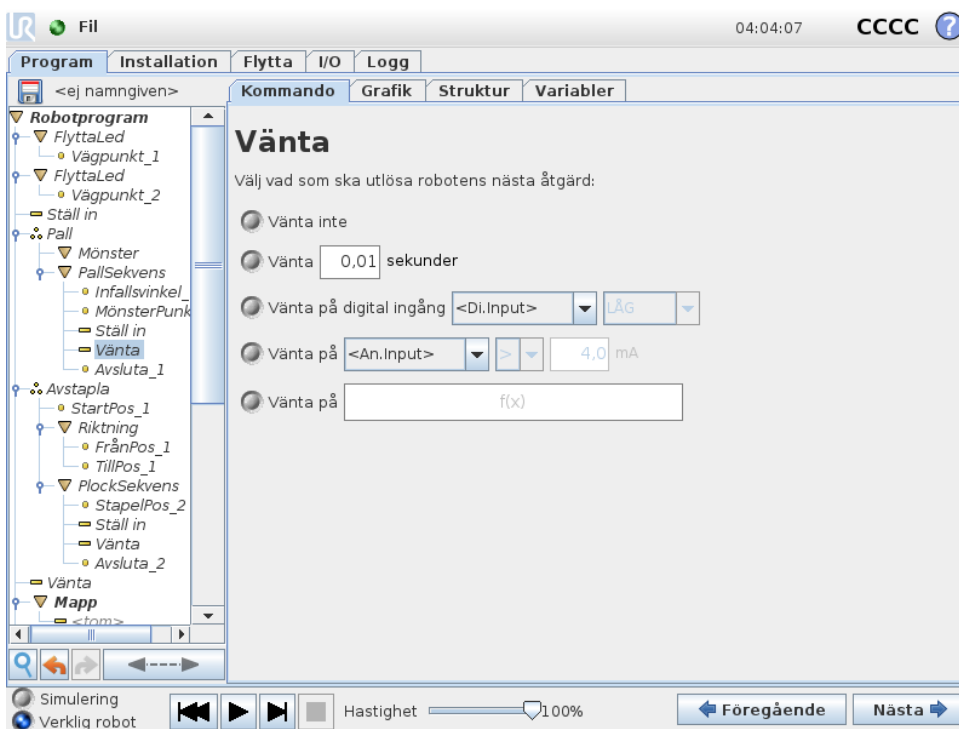 UR Fil 04:04:07 CCCC ?
Program Installation Flytta I/O Logg
<ej namngiven>
Kommando Grafik Struktur Variabler
Robotprogram
FlyttaLed
Vägpunkt_1
FlyttaLed
Vägpunkt_2
Ställ in
Pall
Mönster
PallSekvens
Infallsvinkel_
MönsterPunk
Ställ in
Vänta
Avsluta_1
Avstapla
StartPos_1
Riktning
FrånPos_1
TillPos_1
PlockSekvens
StapelPos_2
Ställ in
Vänta
Avsluta_2
Vänta
Mapp
<tom>
Vänta
Välj vad som ska utlösa robotens nästa åtgärd:
Vänta inte
Vänta 0,01 sekunder
Vänta på digital ingång <Di.Input> LÅG
Vänta på <An.Input> > 4,0 mA
Vänta på f(x)
Simulering
Verklig robot
Hastighet 100%
Föregående
Nästa